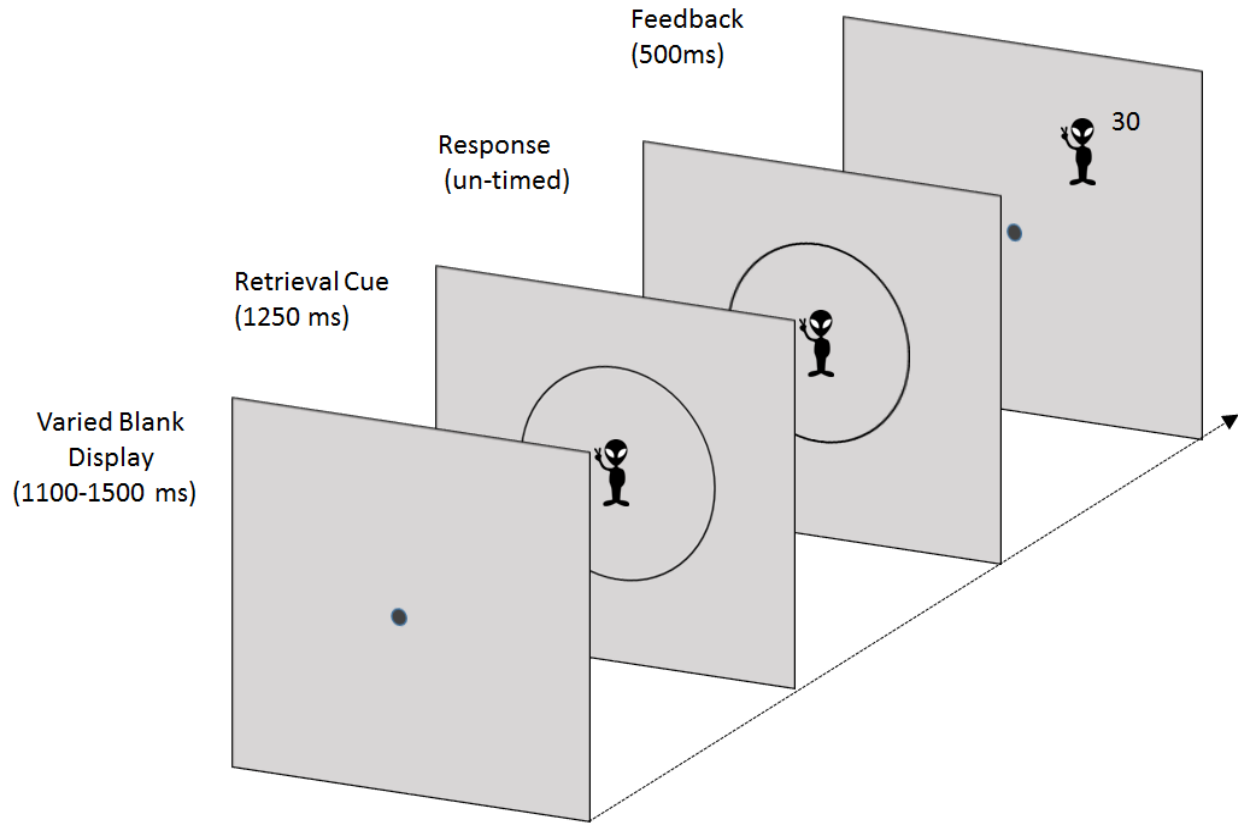 Feedback
(500ms)
30
Response
(un-timed)
Retrieval Cue
(1250 ms)
Varied Blank
Display
(1100-1500 ms)